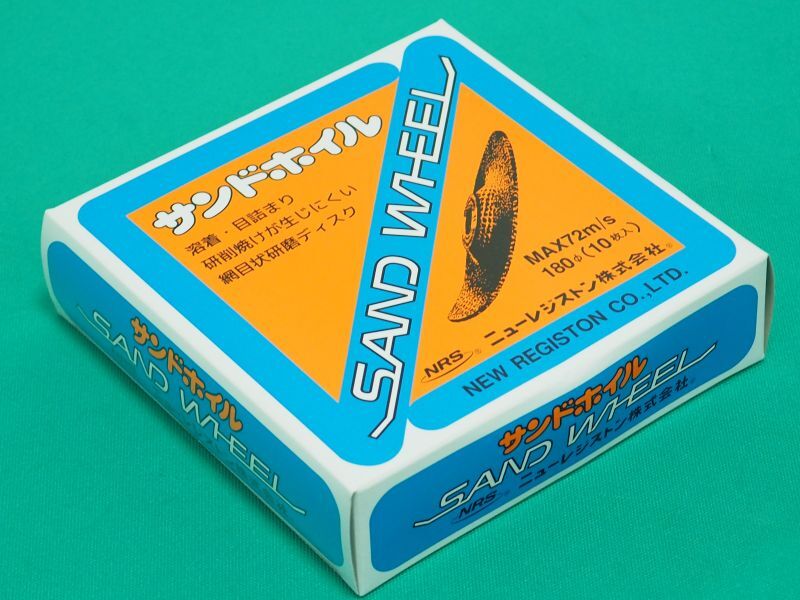 サンドホイル
溶着・目詰まり
研削焼けが生じにくい
網目状研磨ディスク
SAND WHEEL
MAX72m/s
180φ(10枚入)
NRS® ニューレジストン株式会社®
NEW REGISTON CO.,LTD.
サンドホイル
SAND WHEEL
サンドホイル
SAND WHEEL
NRS® ニューレジストン株式会社®